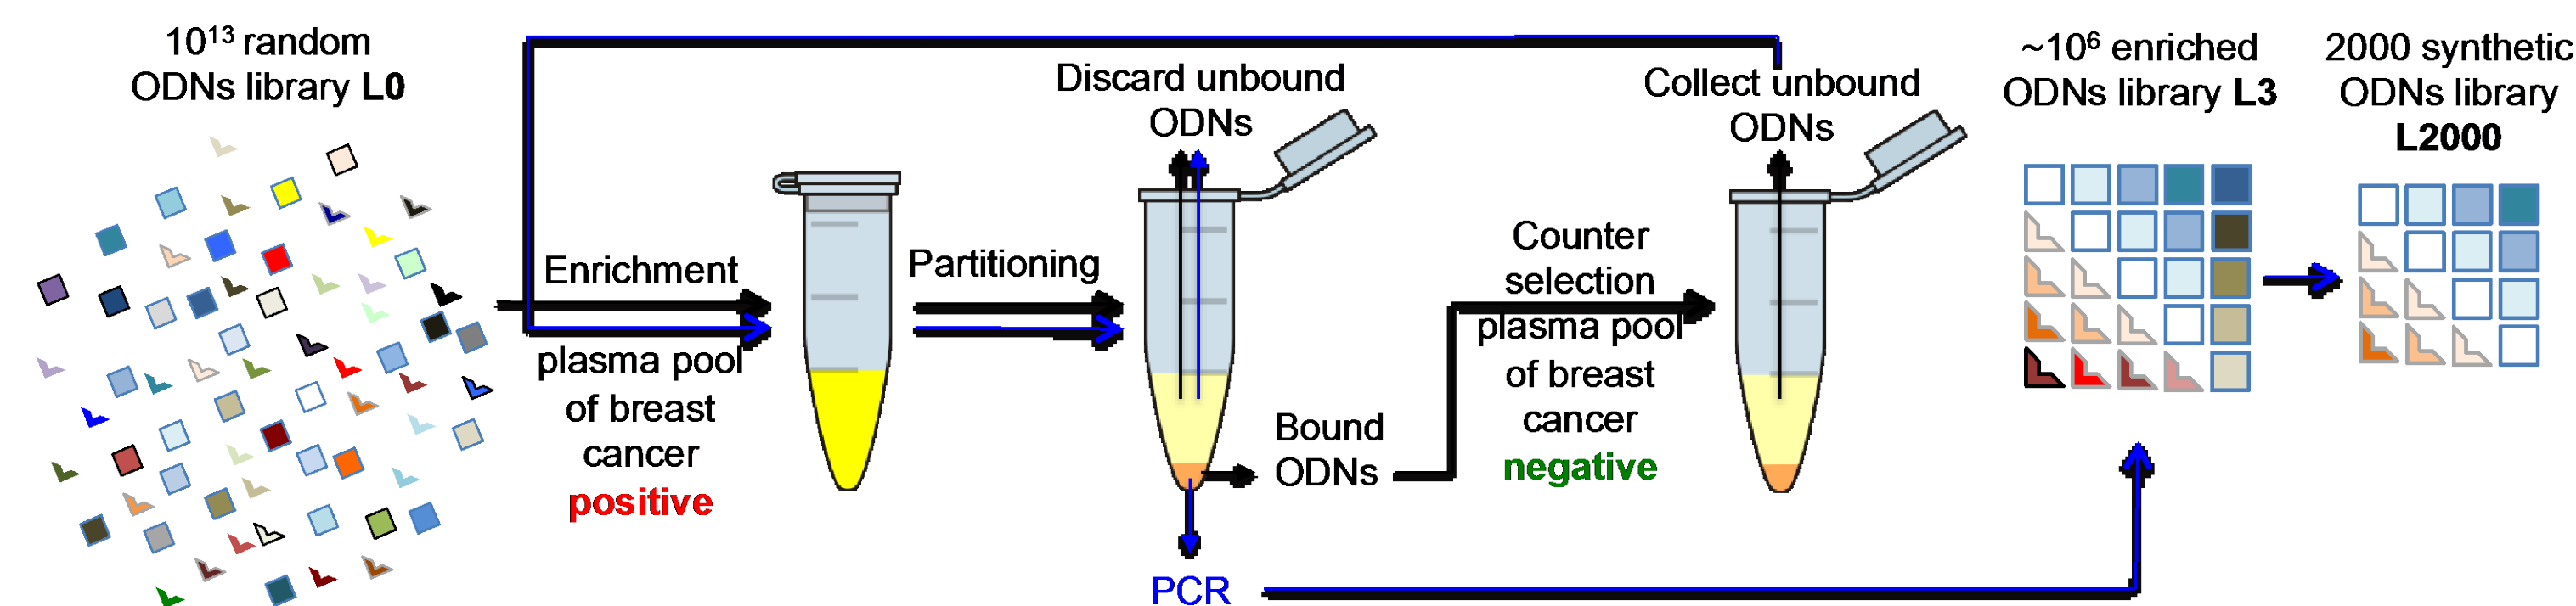 10¹³ random
ODNs library L0
Enrichment
plasma pool
of breast
cancer
positive
Partitioning
Discard unbound
ODNs
Bound
ODNs
PCR
Counter
selection
plasma pool
of breast
cancer
negative
Collect unbound
ODNs
~10⁶ enriched
ODNs library L3
2000 synthetic
ODNs library
L2000